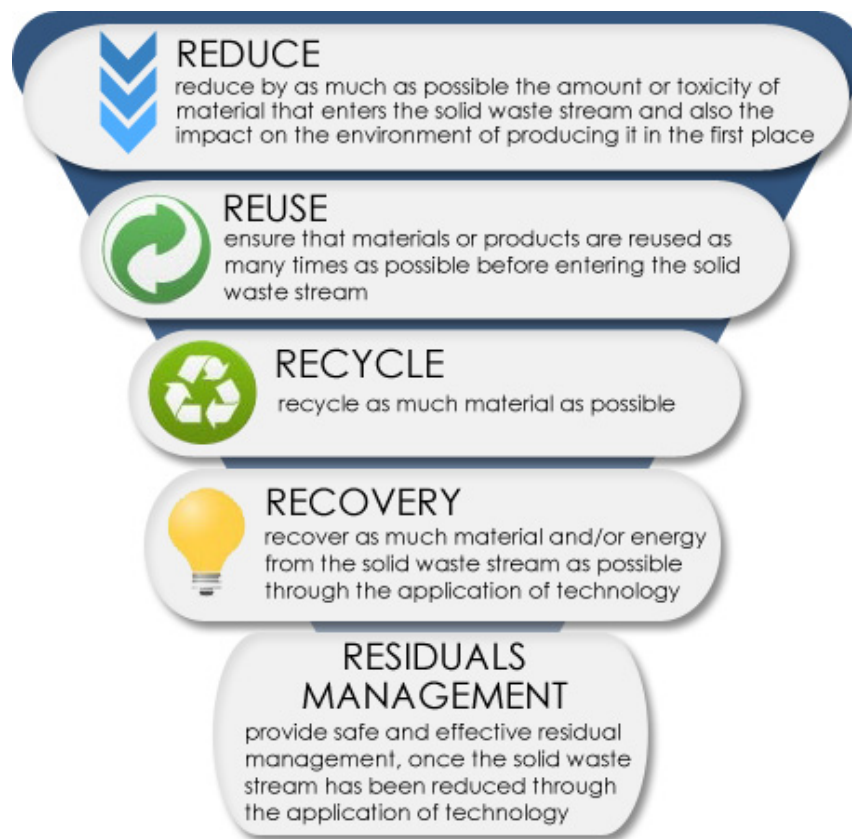 REDUCE
reduce by as much as possible the amount or toxicity of
material that enters the solid waste stream and also the
impact on the environment of producing it in the first place
REUSE
ensure that materials or products are reused as
many times as possible before entering the solid
waste stream
RECYCLE
recycle as much material as possible
RECOVERY
recover as much material and/or energy
from the solid waste stream as possible
through the application of technology
RESIDUALS
MANAGEMENT
provide safe and effective residual
management, once the solid waste
stream has been reduced through
the application of technology